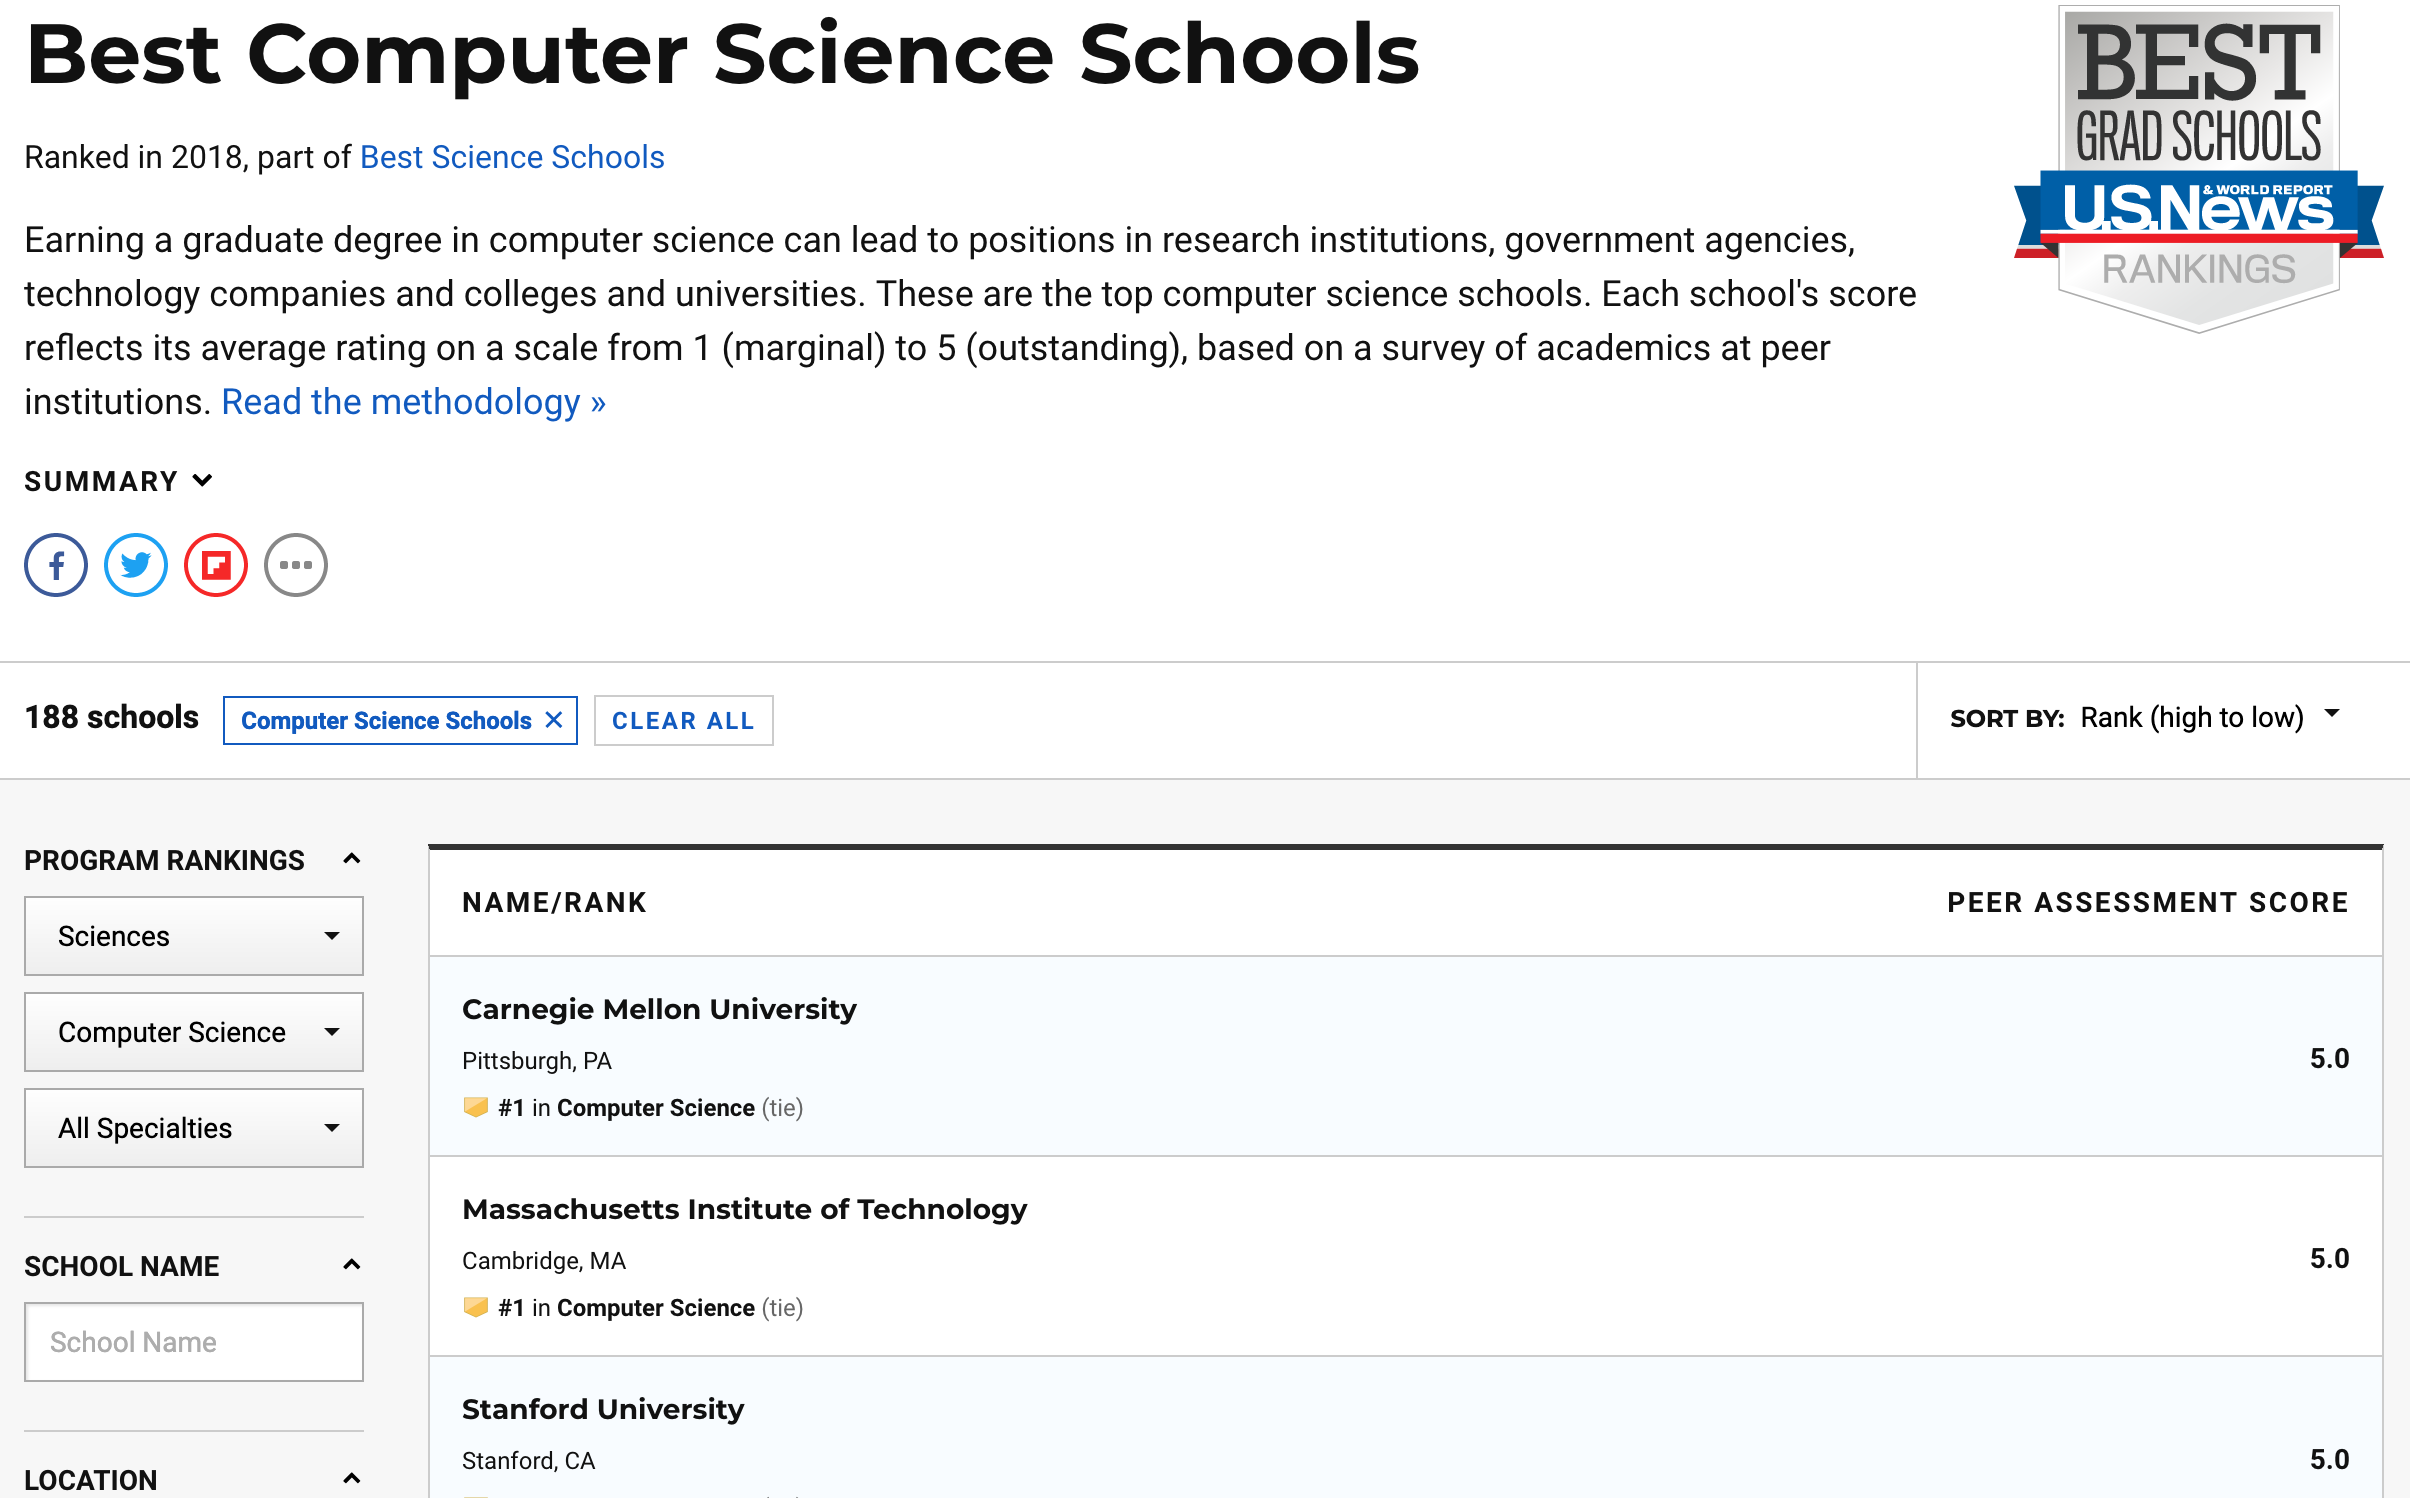 Best Computer Science Schools
BEST
GRAD SCHOOLS
U.S.News & WORLD REPORT
RANKINGS
Ranked in 2018, part of Best Science Schools
Earning a graduate degree in computer science can lead to positions in research institutions, government agencies,
technology companies and colleges and universities. These are the top computer science schools. Each school's score
reflects its average rating on a scale from 1 (marginal) to 5 (outstanding), based on a survey of academics at peer
institutions. Read the methodology »
SUMMARY
188 schools
Computer Science Schools ×
CLEAR ALL
SORT BY: Rank (high to low)
PROGRAM RANKINGS
Sciences
Computer Science
All Specialties
SCHOOL NAME
School Name
LOCATION
NAME/RANK
PEER ASSESSMENT SCORE
Carnegie Mellon University
Pittsburgh, PA
#1 in Computer Science (tie)
5.0
Massachusetts Institute of Technology
Cambridge, MA
#1 in Computer Science (tie)
5.0
Stanford University
Stanford, CA
5.0